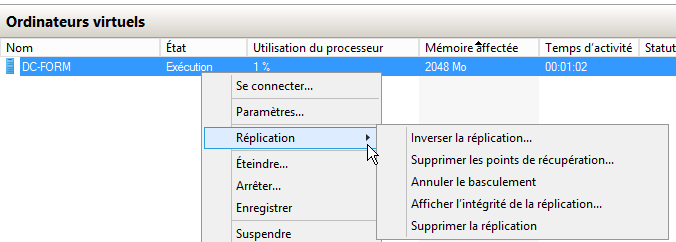 Ordinateurs virtuels
Nom État Utilisation du processeur Mémoire affectée Temps d'activité Statut
DC-FORM Exécution 1 % 2048 Mo 00:01:02
Se connecter...
Paramètres...
Réplication
Inverser la réplication...
Supprimer les points de récupération...
Annuler le basculement
Afficher l'intégrité de la réplication...
Supprimer la réplication
Éteindre...
Arrêter...
Enregistrer
Suspendre